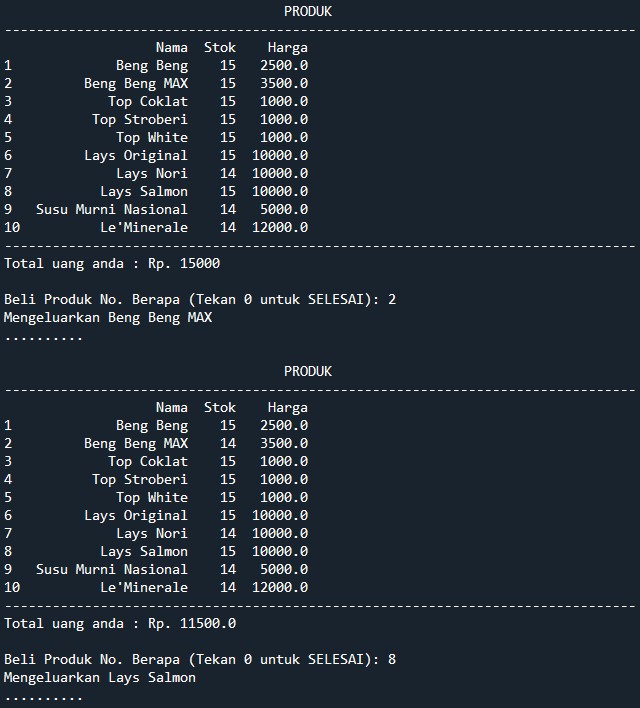 PRODUK
-------------------------------------------------------------------------------
Nama Stok Harga
1 Beng Beng 15 2500.0
2 Beng Beng MAX 15 3500.0
3 Top Coklat 15 1000.0
4 Top Stroberi 15 1000.0
5 Top White 15 1000.0
6 Lays Original 15 10000.0
7 Lays Nori 14 10000.0
8 Lays Salmon 15 10000.0
9 Susu Murni Nasional 14 5000.0
10 Le'Minerale 14 12000.0
-------------------------------------------------------------------------------
Total uang anda : Rp. 15000
Beli Produk No. Berapa (Tekan 0 untuk SELESAI): 2
Mengeluarkan Beng Beng MAX
..........
PRODUK
-------------------------------------------------------------------------------
Nama Stok Harga
1 Beng Beng 15 2500.0
2 Beng Beng MAX 14 3500.0
3 Top Coklat 15 1000.0
4 Top Stroberi 15 1000.0
5 Top White 15 1000.0
6 Lays Original 15 10000.0
7 Lays Nori 14 10000.0
8 Lays Salmon 15 10000.0
9 Susu Murni Nasional 14 5000.0
10 Le'Minerale 14 12000.0
-------------------------------------------------------------------------------
Total uang anda : Rp. 11500.0
Beli Produk No. Berapa (Tekan 0 untuk SELESAI): 8
Mengeluarkan Lays Salmon
..........